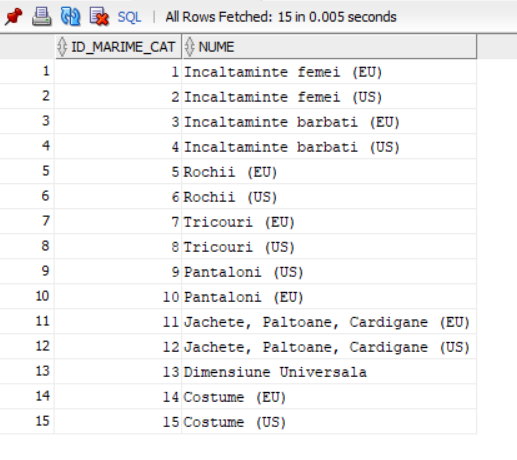 SQL | All Rows Fetched: 15 in 0.005 seconds
ID_MARIME_CAT NUME
1 1 Incaltaminte femei (EU)
2 2 Incaltaminte femei (US)
3 3 Incaltaminte barbati (EU)
4 4 Incaltaminte barbati (US)
5 5 Rochii (EU)
6 6 Rochii (US)
7 7 Tricouri (EU)
8 8 Tricouri (US)
9 9 Pantaloni (US)
10 10 Pantaloni (EU)
11 11 Jachete, Paltoane, Cardigane (EU)
12 12 Jachete, Paltoane, Cardigane (US)
13 13 Dimensiune Universala
14 14 Costume (EU)
15 15 Costume (US)